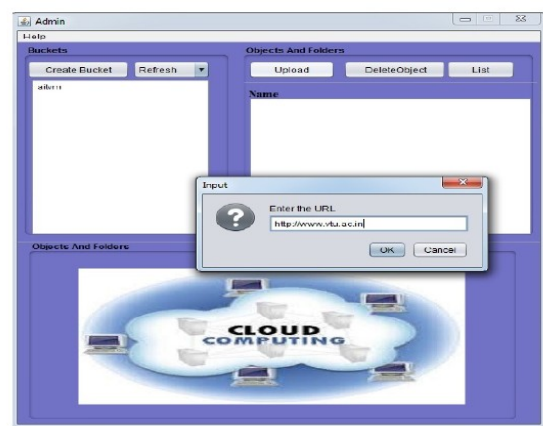 Admin
Help
Buckets
Objects And Folders
Create Bucket
Refresh
Upload
DeleteObject
List
Name
Input
Enter the URL
http://www.vtu.ac.in
OK
Cancel
Objects And Folders
CLOUD
COMPUTING